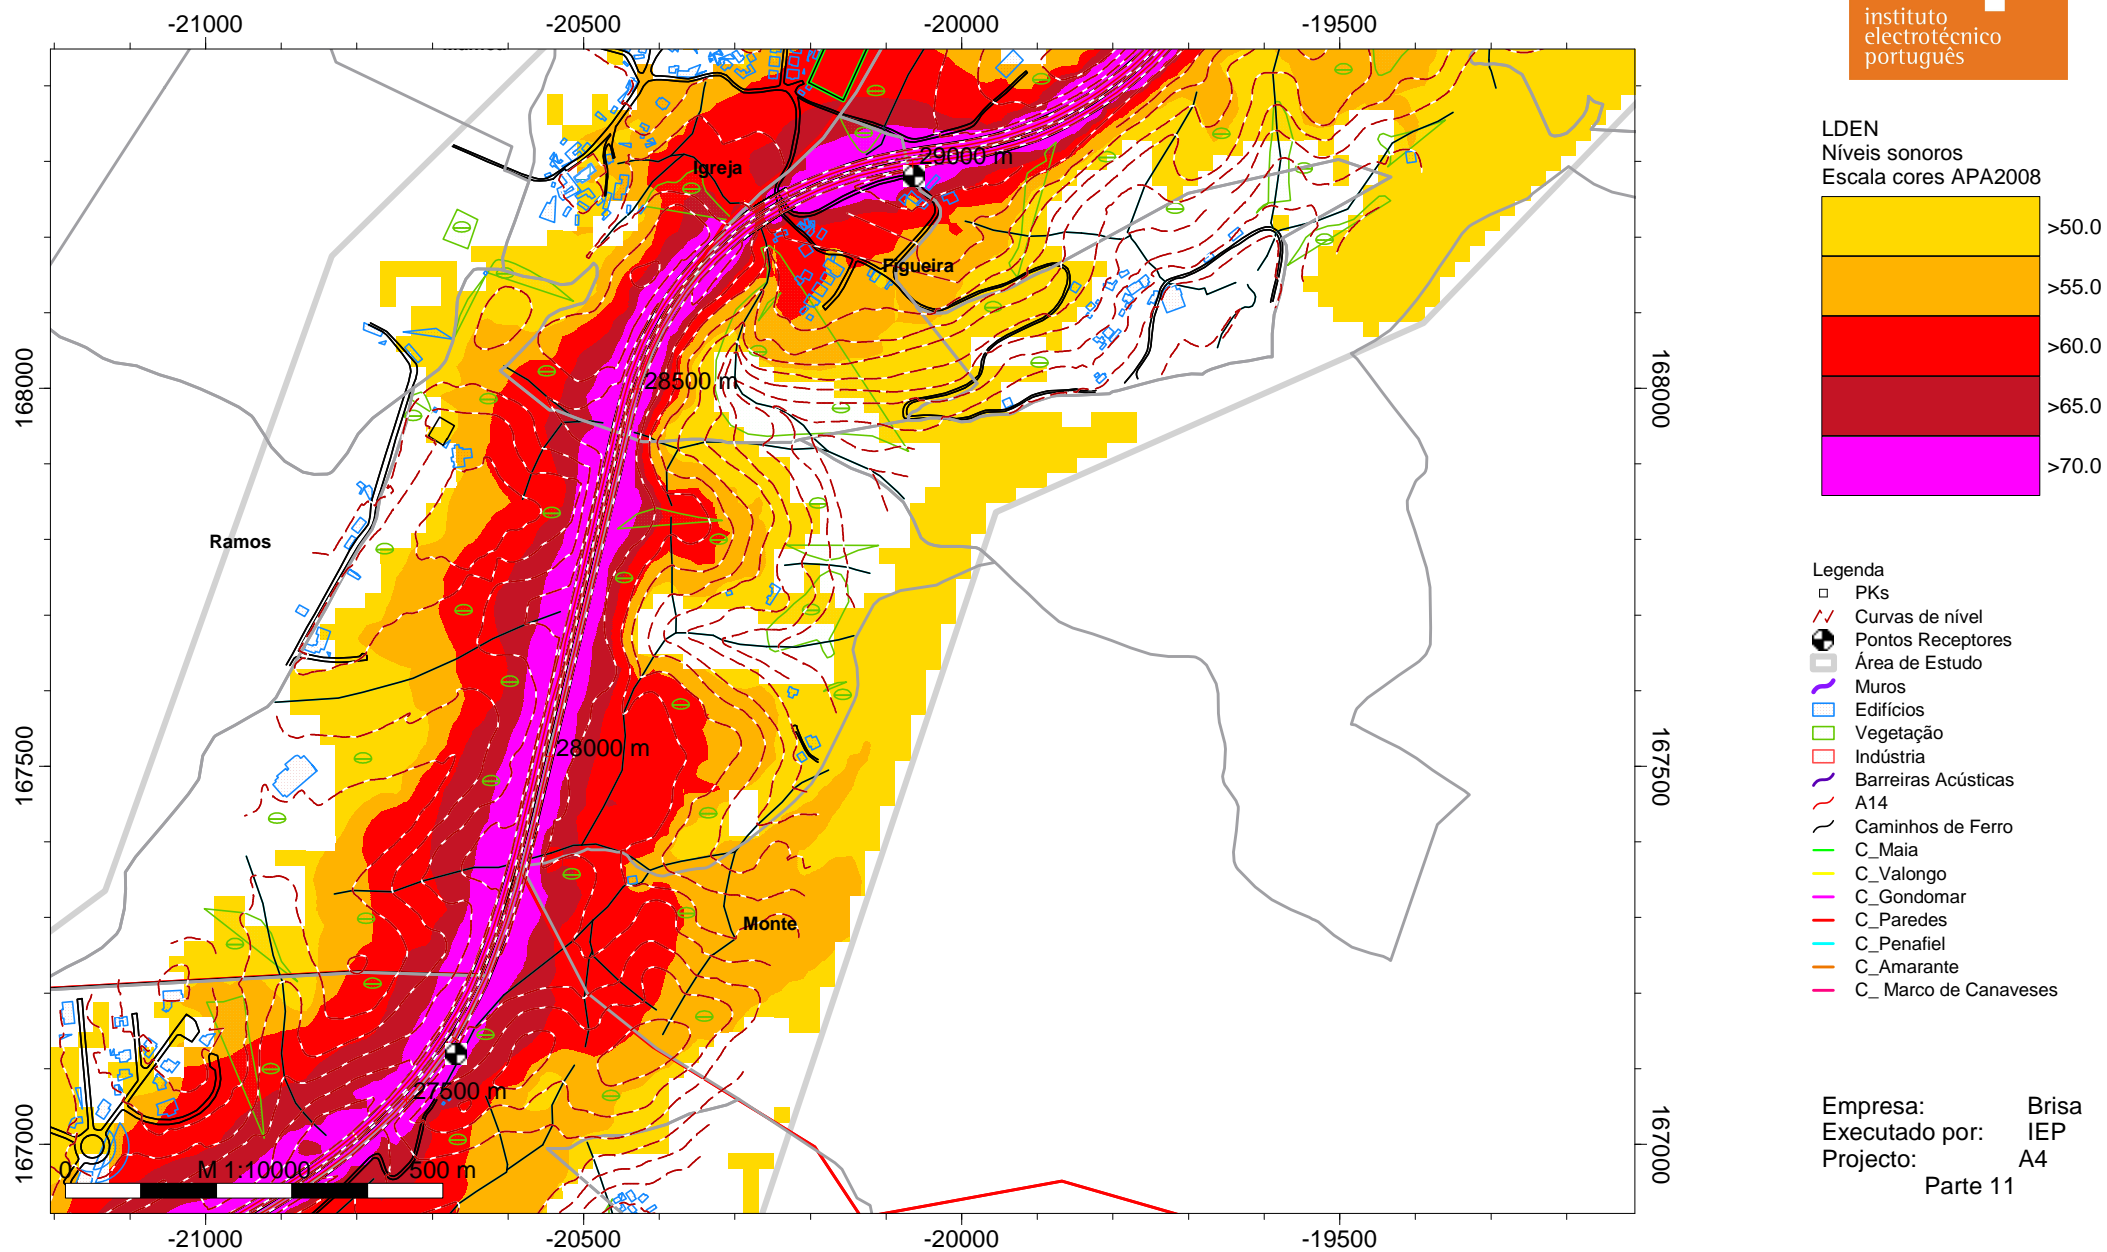 -21000
-20500
-20000
-19500
instituto
electrotécnico
português
LDEN
Níveis sonoros
Escala cores APA2008
>50.0
>55.0
>60.0
>65.0
>70.0
29000 m
Igreja
Figueira
168000
28500 m
168000
Ramos
Legenda
PKs
Curvas de nível
Pontos Receptores
Área de Estudo
Muros
Edifícios
Vegetação
Indústria
Barreiras Acústicas
A14
Caminhos de Ferro
C_Maia
C_Valongo
C_Gondomar
C_Paredes
C_Penafiel
C_Amarante
C_ Marco de Canaveses
167500
28000 m
167500
Monte
27500 m
167000
167000
0 M 1:10000 500 m
Empresa: Brisa
Executado por: IEP
Projecto: A4
Parte 11
-21000
-20500
-20000
-19500